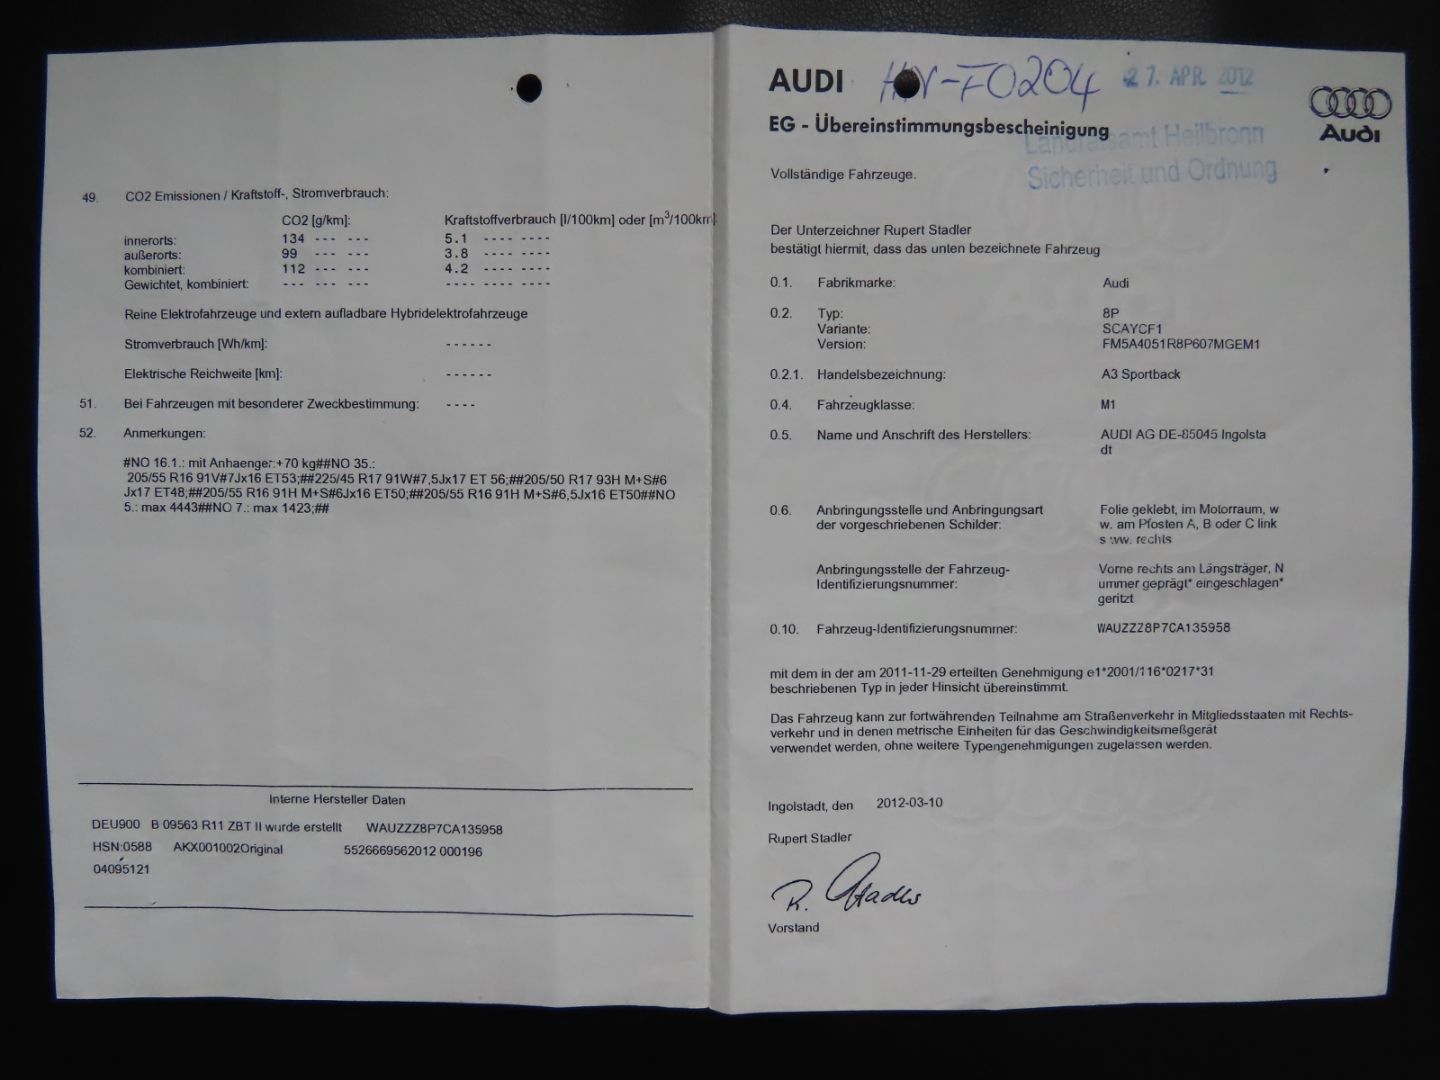 49. CO2 Emissionen / Kraftstoff-, Stromverbrauch:
CO2 [g/km]: Kraftstoffverbrauch [l/100km] oder [m³/100km]:
innerorts: 134 --- --- 5.1 ---- ----
außerorts: 99 --- --- 3.8 ---- ----
kombiniert: 112 --- --- 4.2 ---- ----
Gewichtet, kombiniert: --- --- --- ---- ---- ----
Reine Elektrofahrzeuge und extern aufladbare Hybridelektrofahrzeuge
Stromverbrauch [Wh/km]: ------
Elektrische Reichweite [km]: ------
51. Bei Fahrzeugen mit besonderer Zweckbestimmung: ----
52. Anmerkungen:
#NO 16.1.: mit Anhaenger:+70 kg##NO 35.:
205/55 R16 91V#7Jx16 ET53;##225/45 R17 91W#7,5Jx17 ET 56;##205/50 R17 93H M+S#6
Jx17 ET48;##205/55 R16 91H M+S#6Jx16 ET50;##205/55 R16 91H M+S#6,5Jx16 ET50##NO
5.: max 4443##NO 7.: max 1423;##
Interne Hersteller Daten
DEU900 B 09563 R11 ZBT II wurde erstellt WAUZZZ8P7CA135958
HSN:0588 AKX001002Original 5526669562012 000196
04095121
AUDI HN-FO204 27. APR. 2012
Audi
EG - Übereinstimmungsbescheinigung
Landratsamt Heilbronn
Sicherheit und Ordnung
Vollständige Fahrzeuge.
Der Unterzeichner Rupert Stadler
bestätigt hiermit, dass das unten bezeichnete Fahrzeug
0.1. Fabrikmarke: Audi
0.2. Typ: 8P
Variante: SCAYCF1
Version: FM5A4051R8P607MGEM1
0.2.1. Handelsbezeichnung: A3 Sportback
0.4. Fahrzeugklasse: M1
0.5. Name und Anschrift des Herstellers: AUDI AG DE-85045 Ingolsta
dt
0.6. Anbringungsstelle und Anbringungsart Folie geklebt, im Motorraum, w
der vorgeschriebenen Schilder: w. am Pfosten A, B oder C link
s ww. rechts
Anbringungsstelle der Fahrzeug- Vorne rechts am Längsträger, N
Identifizierungsnummer: ummer geprägt* eingeschlagen*
geritzt
0.10. Fahrzeug-Identifizierungsnummer: WAUZZZ8P7CA135958
mit dem in der am 2011-11-29 erteilten Genehmigung e1*2001/116*0217*31
beschriebenen Typ in jeder Hinsicht übereinstimmt.
Das Fahrzeug kann zur fortwährenden Teilnahme am Straßenverkehr in Mitgliedsstaaten mit Rechts-
verkehr und in denen metrische Einheiten für das Geschwindigkeitsmeßgerät
verwendet werden, ohne weitere Typengenehmigungen zugelassen werden.
Ingolstadt, den 2012-03-10
Rupert Stadler
R. Stadler
Vorstand